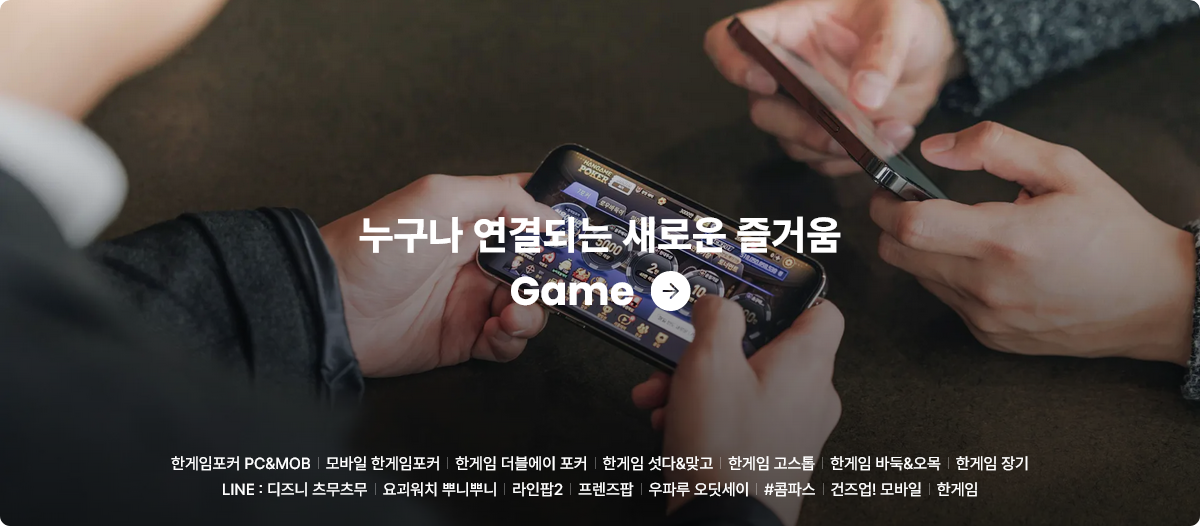 HANGAME
POKER
누구나 연결되는 새로운 즐거움
Game
한게임포커 PC&MOB | 모바일 한게임포커 | 한게임 더블에이 포커 | 한게임 섯다&맞고 | 한게임 고스톱 | 한게임 바둑&오목 | 한게임 장기
LINE : 디즈니 츠무츠무 | 요괴워치 뿌니뿌니 | 라인팝2 | 프렌즈팝 | 우파루 오딧세이 | #콤파스 | 건즈업! 모바일 | 한게임